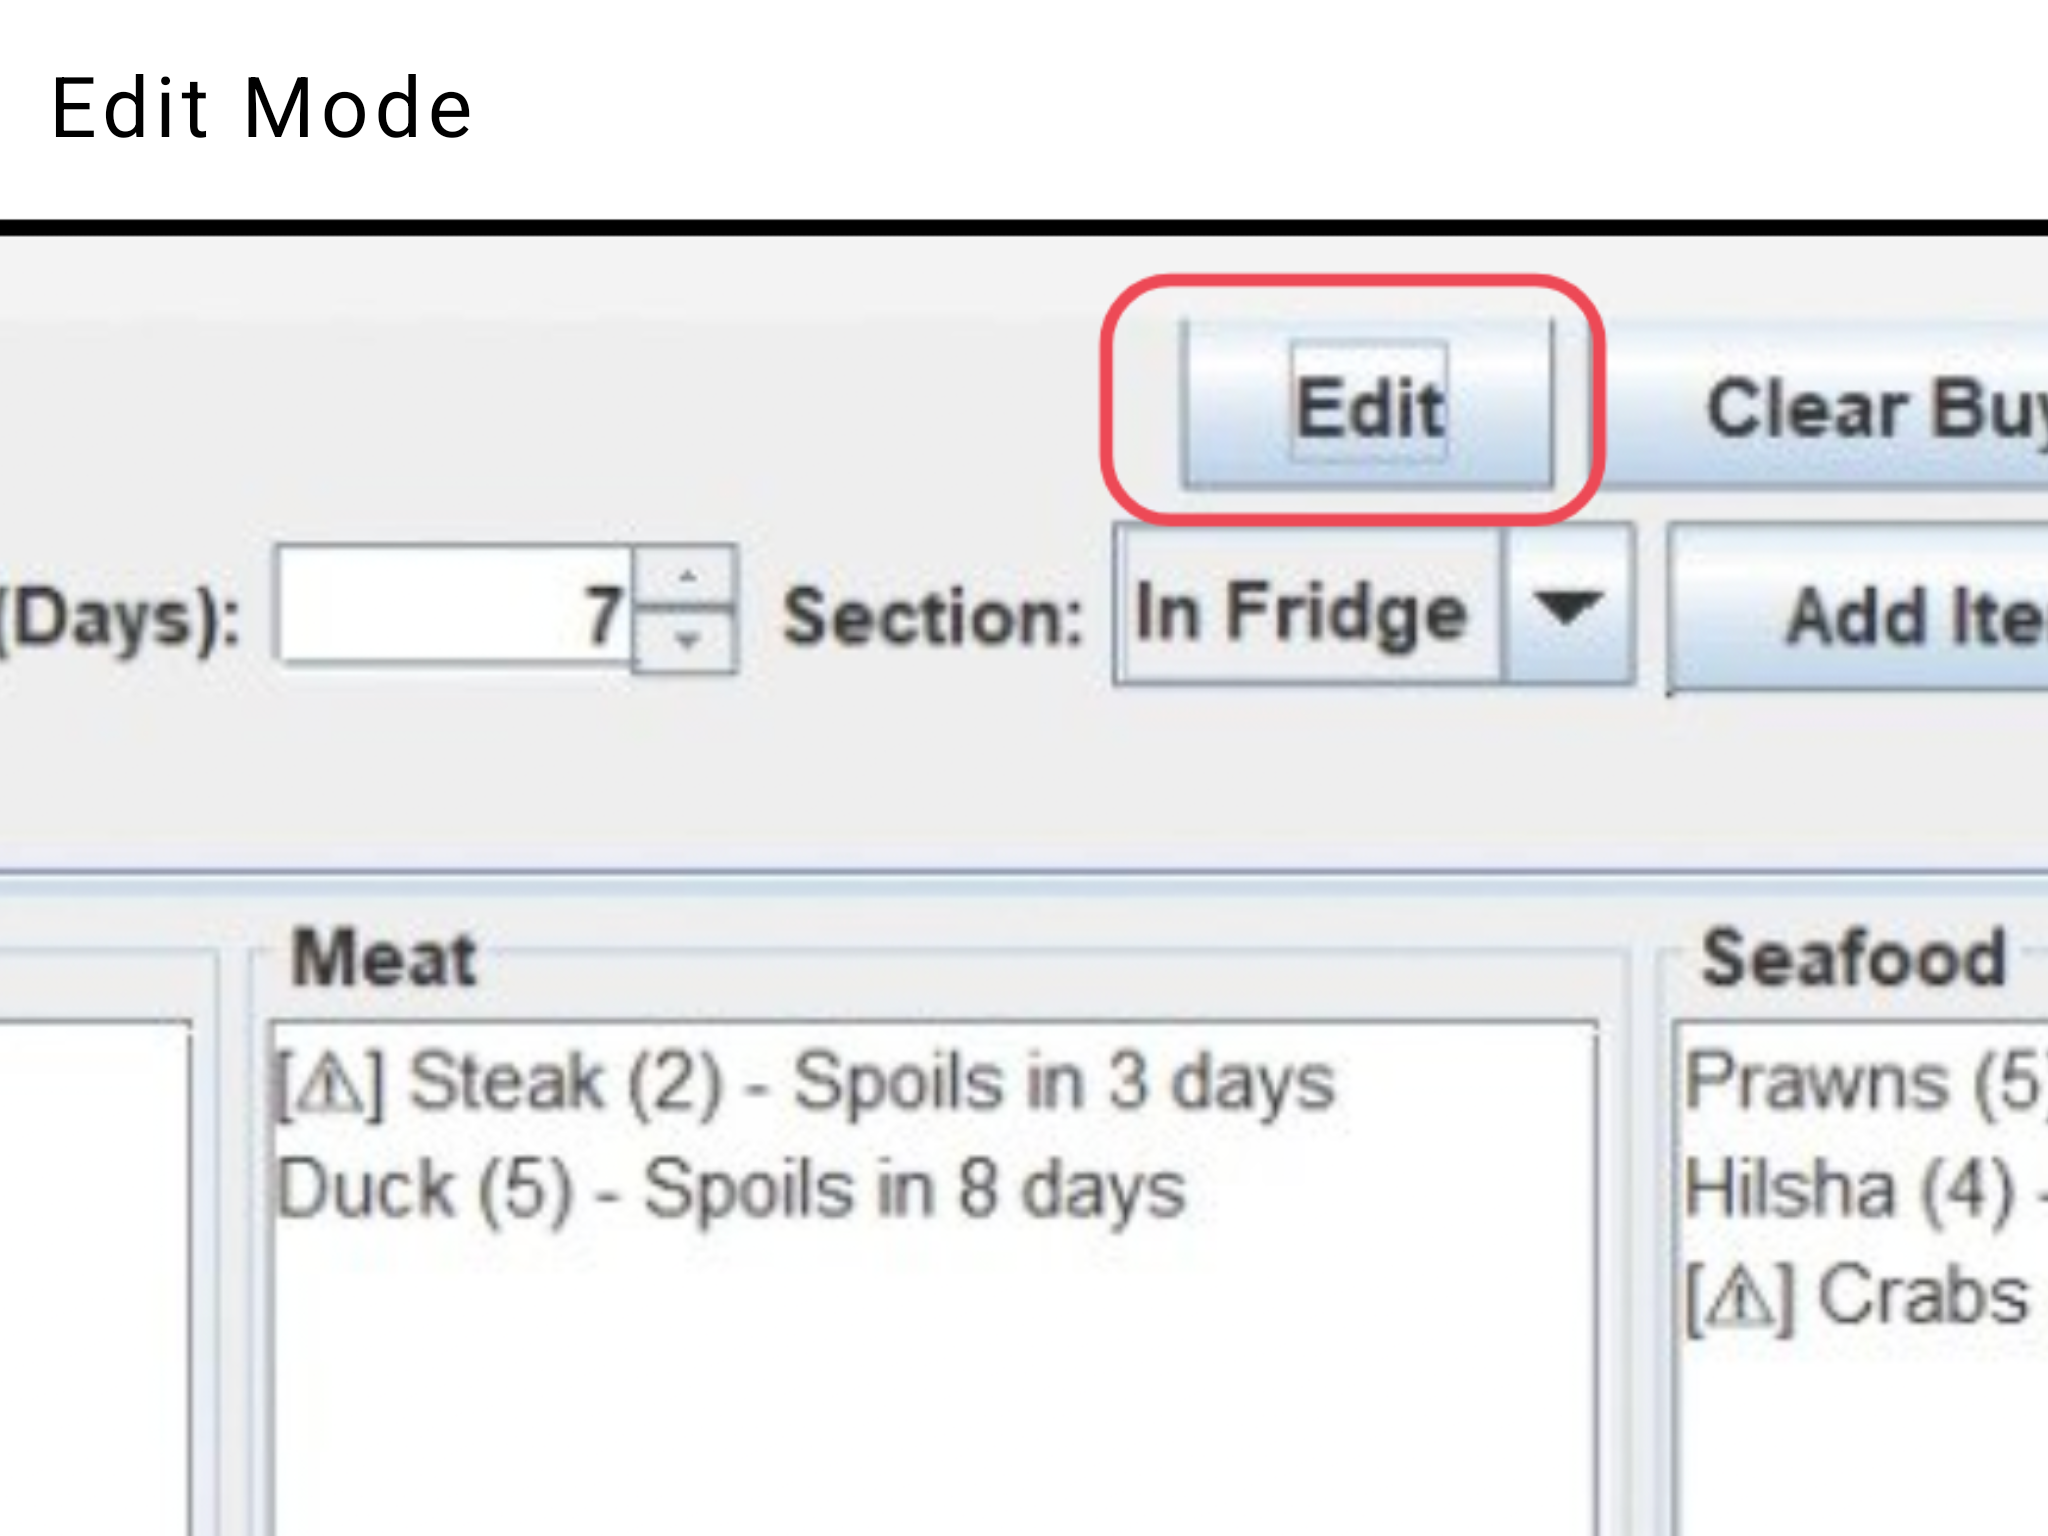 Edit Mode
Edit Clear Buy
(Days): 7 Section: In Fridge Add Ite
Meat Seafood
[⚠] Steak (2) - Spoils in 3 days Prawns (5)
Duck (5) - Spoils in 8 days Hilsha (4) -
[⚠] Crabs